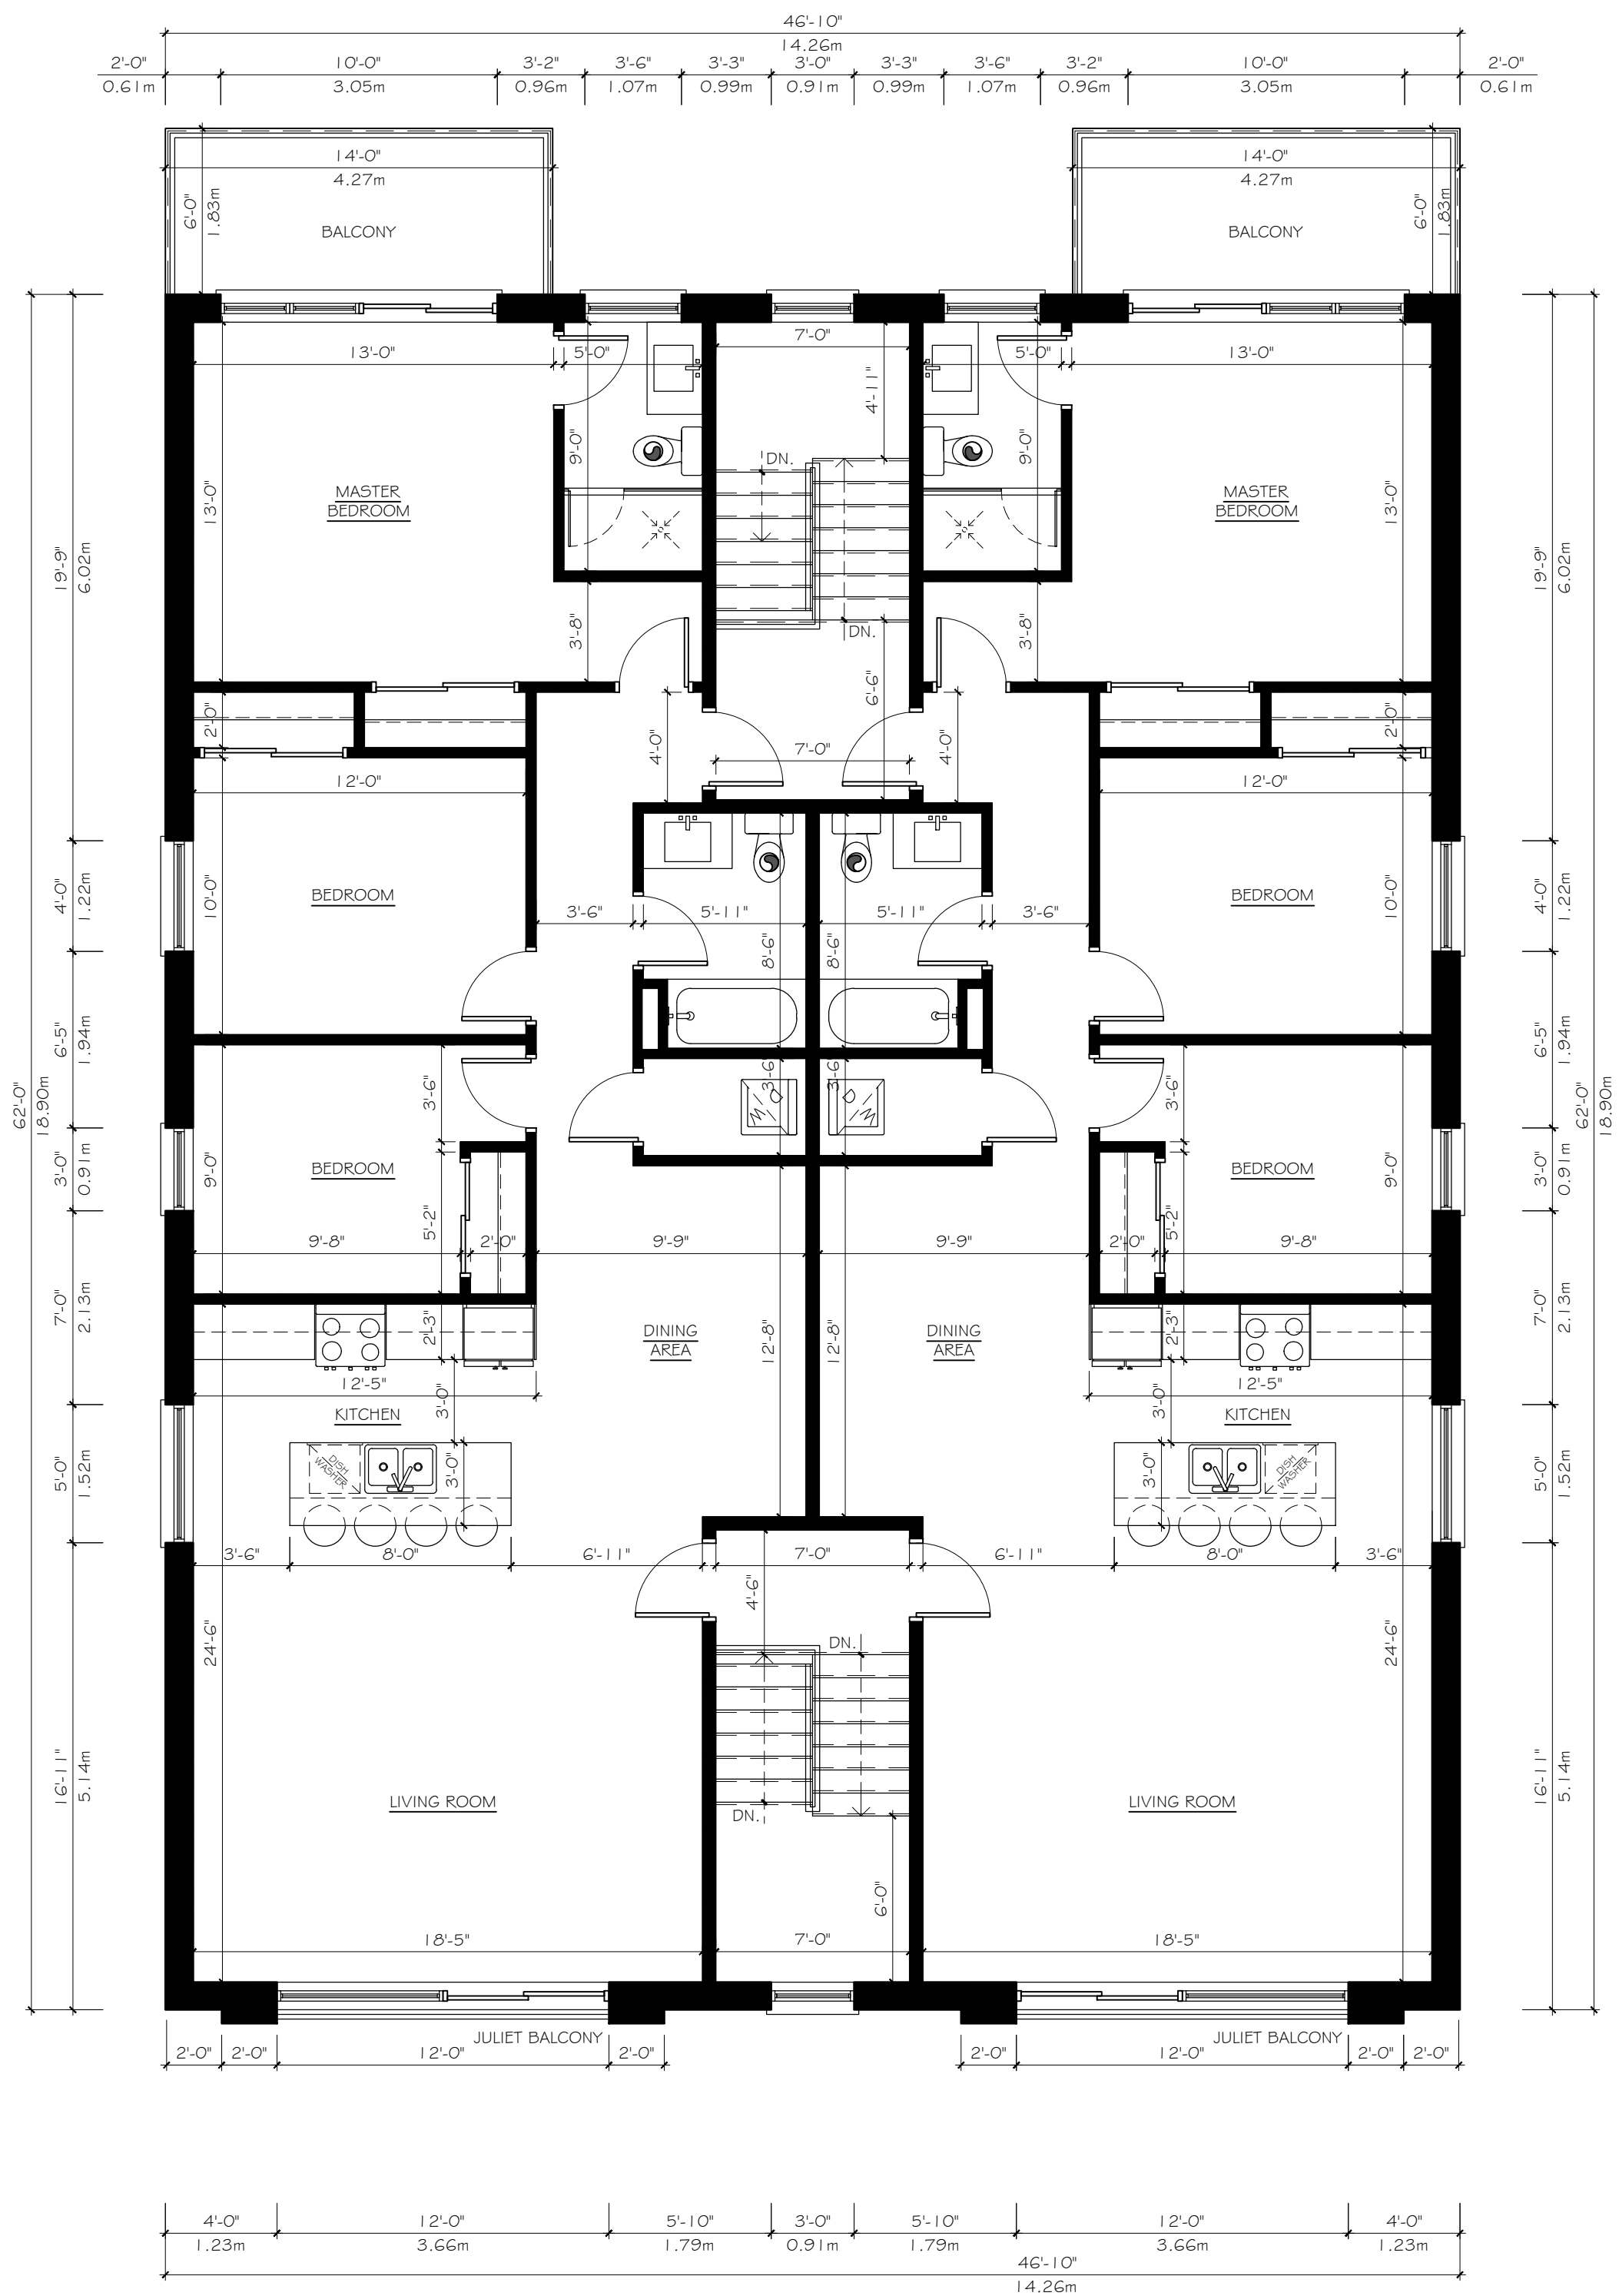 46'-10"
14.26m
2'-0" 10'-0" 3'-2" 3'-6" 3'-3" 3'-0" 3'-3" 3'-6" 3'-2" 10'-0" 2'-0"
0.61m 3.05m 0.96m 1.07m 0.99m 0.91m 0.99m 1.07m 0.96m 3.05m 0.61m
14'-0" 14'-0"
4.27m 4.27m
6'-0" 1.83m 6'-0" 1.83m
BALCONY BALCONY
7'-0"
13'-0" 5'-0" 5'-0" 13'-0"
4'-11"
9'-0" 9'-0"
DN.
MASTER MASTER
BEDROOM BEDROOM
13'-0" 13'-0"
19'-9" 6.02m 19'-9" 6.02m
3'-8" DN. 3'-8"
6'-6"
2'-0" 2'-0"
4'-0" 7'-0" 4'-0"
12'-0" 12'-0"
4'-0" 1.22m BEDROOM 10'-0" BEDROOM 10'-0" 4'-0" 1.22m
3'-6" 5'-11" 5'-11" 3'-6"
8'-6" 8'-6"
6'-5" 1.94m 6'-5" 1.94m
3'-6" 3'-6" 3'-6" 3'-6"
62'-0" 18.90m 62'-0" 18.90m
W D W D
3'-0" 0.91m 9'-0" BEDROOM BEDROOM 9'-0" 3'-0" 0.91m
5'-2" 5'-2"
9'-8" 2'-0" 9'-9" 9'-9" 2'-0" 9'-8"
7'-0" 2.13m 7'-0" 2.13m
2'-3" DINING 12'-8" 12'-8" DINING 2'-3"
AREA AREA
12'-5" 12'-5"
3'-0" 3'-0"
KITCHEN KITCHEN
5'-0" 1.52m DISH 3'-0" 3'-0" DISH 5'-0" 1.52m
WASHER WASHER
3'-6" 8'-0" 6'-11" 7'-0" 6'-11" 8'-0" 3'-6"
4'-6"
24'-6" DN. 24'-6"
16'-11" 5.14m 16'-11" 5.14m
LIVING ROOM DN. LIVING ROOM
6'-0"
18'-5" 7'-0" 18'-5"
JULIET BALCONY JULIET BALCONY
2'-0" 2'-0" 12'-0" 2'-0" 2'-0" 12'-0" 2'-0" 2'-0"
4'-0" 12'-0" 5'-10" 3'-0" 5'-10" 12'-0" 4'-0"
1.23m 3.66m 1.79m 0.91m 1.79m 3.66m 1.23m
46'-10"
14.26m